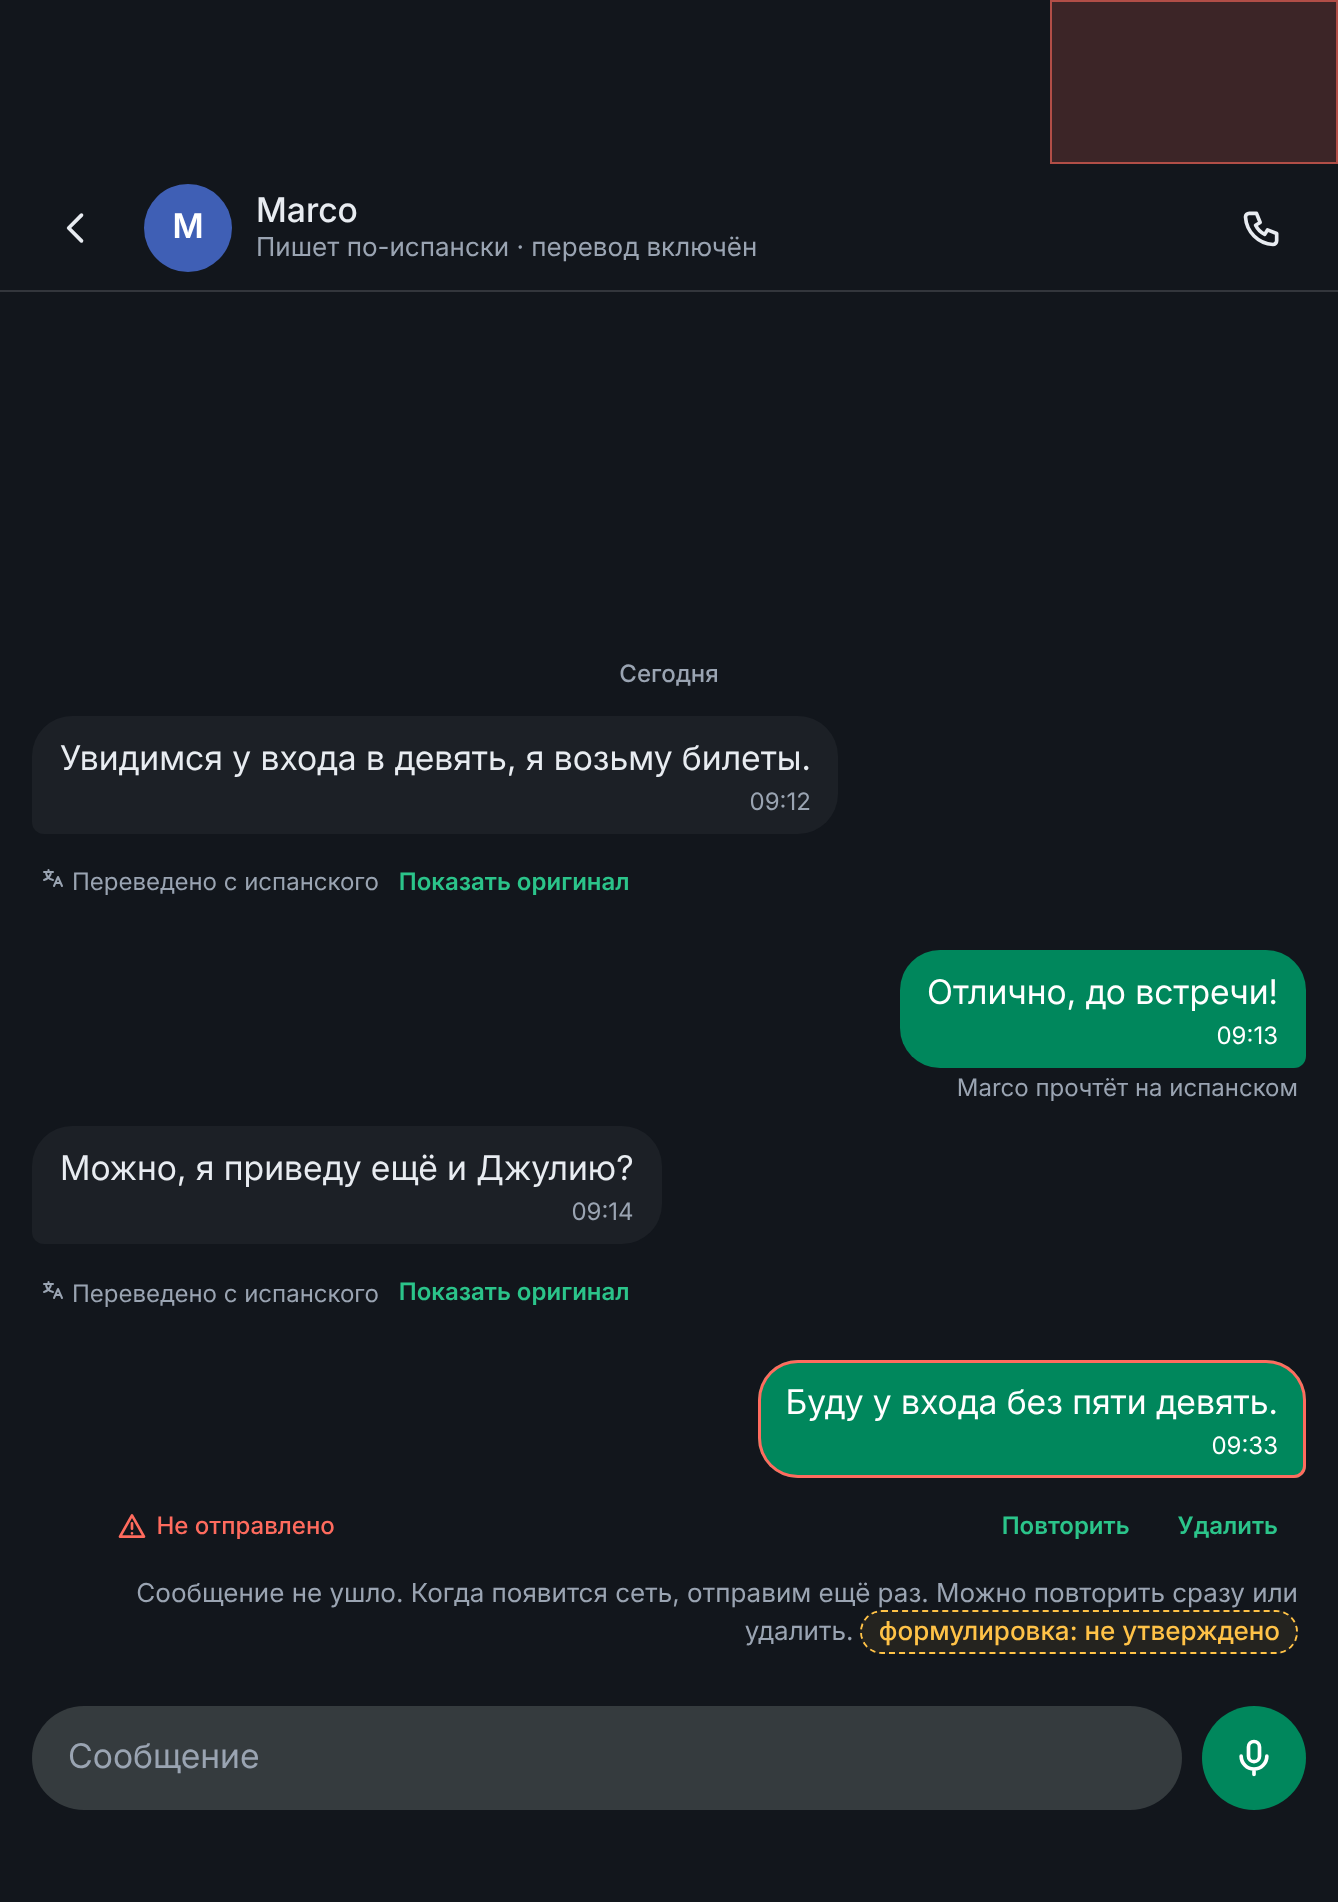 M
Marco
Пишет по-испански · перевод включён
Сегодня
Увидимся у входа в девять, я возьму билеты.
09:12
Переведено с испанского Показать оригинал
Отлично, до встречи!
09:13
Marco прочтёт на испанском
Можно, я приведу ещё и Джулию?
09:14
Переведено с испанского Показать оригинал
Буду у входа без пяти девять.
09:33
Не отправлено Повторить Удалить
Сообщение не ушло. Когда появится сеть, отправим ещё раз. Можно повторить сразу или
удалить. формулировка: не утверждено
Сообщение